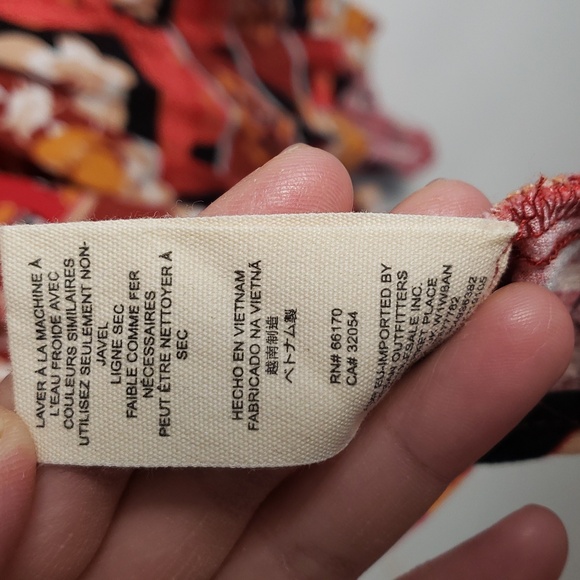 LAVER À LA MACHINE À
L'EAU FROIDE AVEC
COULEURS SIMILAIRES
UTILISEZ SEULEMENT NON-
JAVEL
LIGNE SEC
FAIBLE COMME FER
NÉCESSAIRES
PEUT ÊTRE NETTOYER À
SEC
HECHO EN VIETNAM
FABRICADO NA VIETNÃ
越南制造
ベトナム製
RN# 66170
CA# 32054
EU-IMPORTED BY
OUTFITTERS
INC.
PLACE